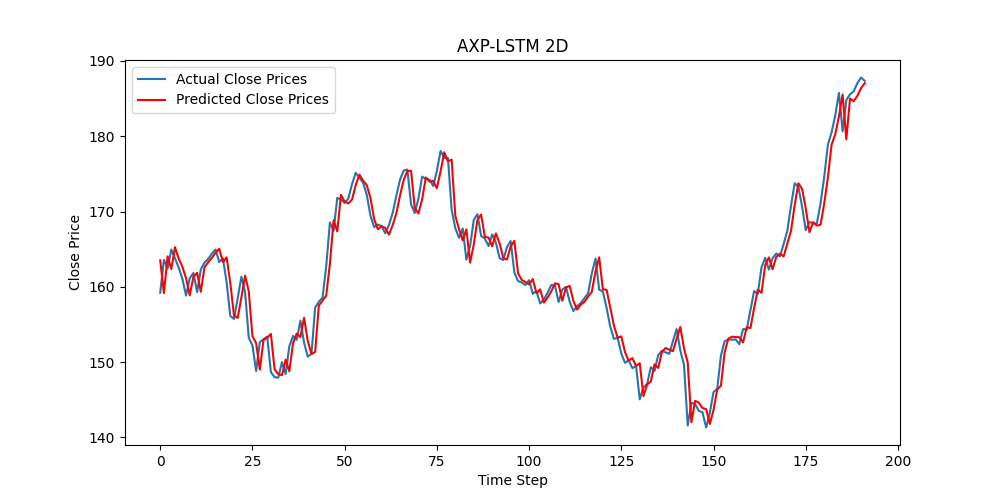 AXP-LSTM 2D
Actual Close Prices
Predicted Close Prices
Close Price
190
180
170
160
150
140
0 25 50 75 100 125 150 175 200
Time Step